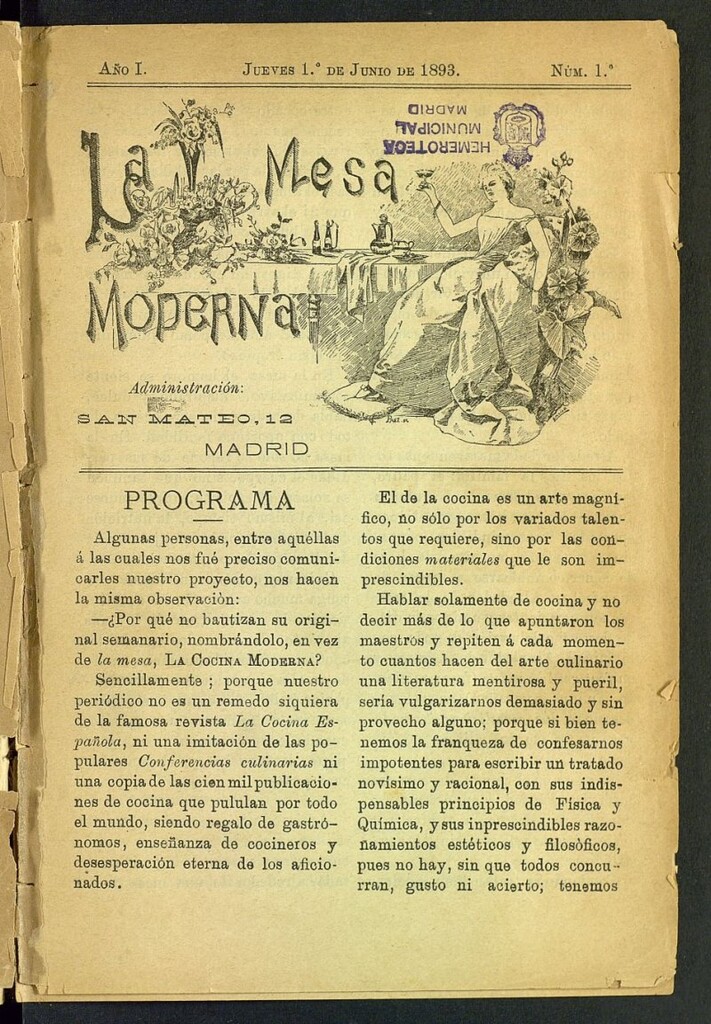 AÑO I.
JUEVES 1.º DE JUNIO DE 1893.
NÚM. 1.º
HEMEROTECA
MUNICIPAL
MADRID
La Mesa
MODERNA
Administración:
SAN MATEO, 12
MADRID
PROGRAMA
Algunas personas, entre aquéllas
á las cuales nos fué preciso comuni-
carles nuestro proyecto, nos hacen
la misma observación:
—¿Por qué no bautizan su origi-
nal semanario, nombrándolo, en vez
de la mesa, LA COCINA MODERNA?
Sencillamente; porque nuestro
periódico no es un remedo siquiera
de la famosa revista La Cocina Es-
pañola, ni una imitación de las po-
pulares Conferencias culinarias ni
una copia de las cien mil publicacio-
nes de cocina que pululan por todo
el mundo, siendo regalo de gastró-
nomos, enseñanza de cocineros y
desesperación eterna de los aficio-
nados.
El de la cocina es un arte magní-
fico, no sólo por los variados talen-
tos que requiere, sino por las con-
diciones materiales que le son im-
prescindibles.
Hablar solamente de cocina y no
decir más de lo que apuntaron los
maestros y repiten á cada momen-
to cuantos hacen del arte culinario
una literatura mentirosa y pueril,
sería vulgarizarnos demasiado y sin
provecho alguno; porque si bien te-
nemos la franqueza de confesarnos
impotentes para escribir un tratado
novísimo y racional, con sus indis-
pensables principios de Física y
Química, y sus inprescindibles razo-
namientos estéticos y filosóficos,
pues no hay, sin que todos concu-
rran, gusto ni acierto; tenemos